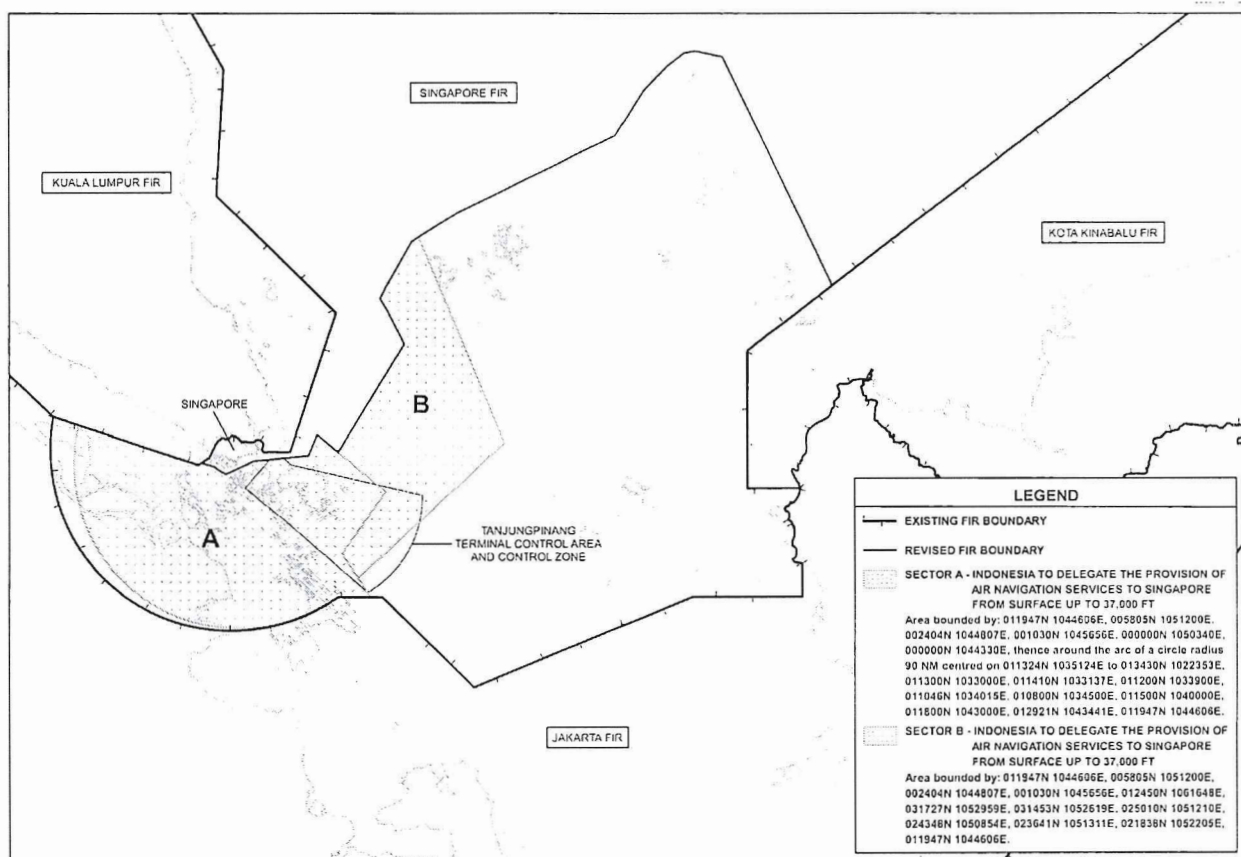 SINGAPORE FIR
KUALA LUMPUR FIR
KOTA KINABALU FIR
B
SINGAPORE
A
TANJUNGPINANG
TERMINAL CONTROL AREA
AND CONTROL ZONE
JAKARTA FIR
LEGEND
EXISTING FIR BOUNDARY
REVISED FIR BOUNDARY
SECTOR A - INDONESIA TO DELEGATE THE PROVISION OF
AIR NAVIGATION SERVICES TO SINGAPORE
FROM SURFACE UP TO 37,000 FT
Area bounded by: 011947N 1044606E, 005805N 1051200E,
002404N 1044807E, 001030N 1045656E, 000000N 1050340E,
000000N 1044330E, thence around the arc of a circle radius
90 NM centred on 011324N 1035124E to 013430N 1022353E,
011300N 1033000E, 011410N 1033137E, 011200N 1033900E,
011046N 1034015E, 010800N 1034500E, 011500N 1040000E,
011800N 1043000E, 012921N 1043441E, 011947N 1044606E.
SECTOR B - INDONESIA TO DELEGATE THE PROVISION OF
AIR NAVIGATION SERVICES TO SINGAPORE
FROM SURFACE UP TO 37,000 FT
Area bounded by: 011947N 1044606E, 005805N 1051200E,
002404N 1044807E, 001030N 1045656E, 012450N 1061648E,
031727N 1052959E, 031453N 1052619E, 025010N 1051210E,
024348N 1050854E, 023641N 1051311E, 021838N 1052205E,
011947N 1044606E.